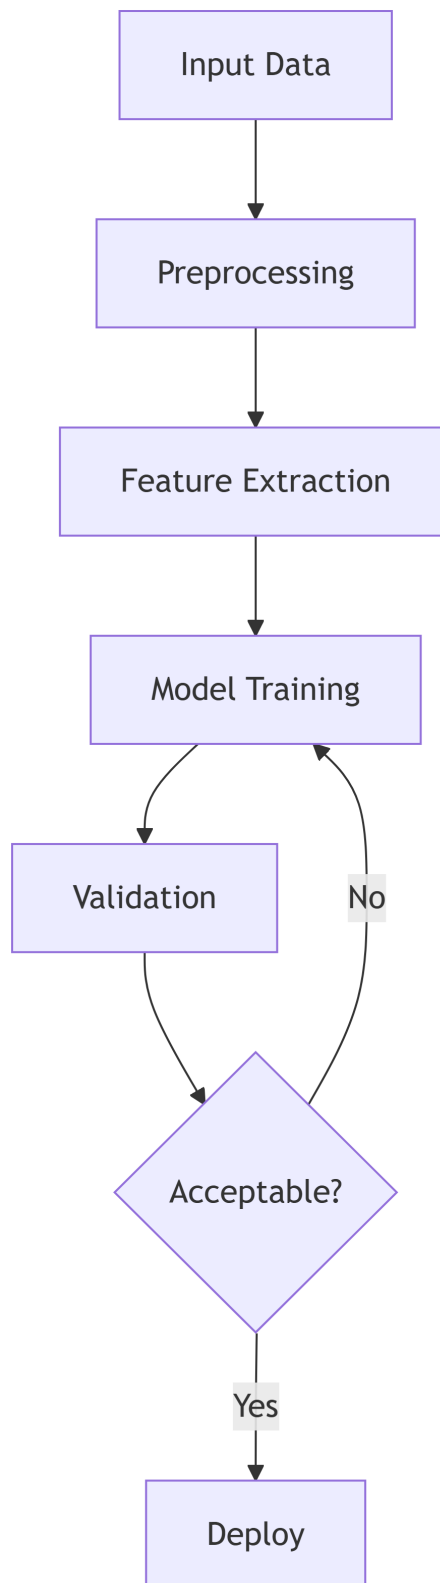 Input Data
Preprocessing
Feature Extraction
Model Training
Validation
No
Acceptable?
Yes
Deploy